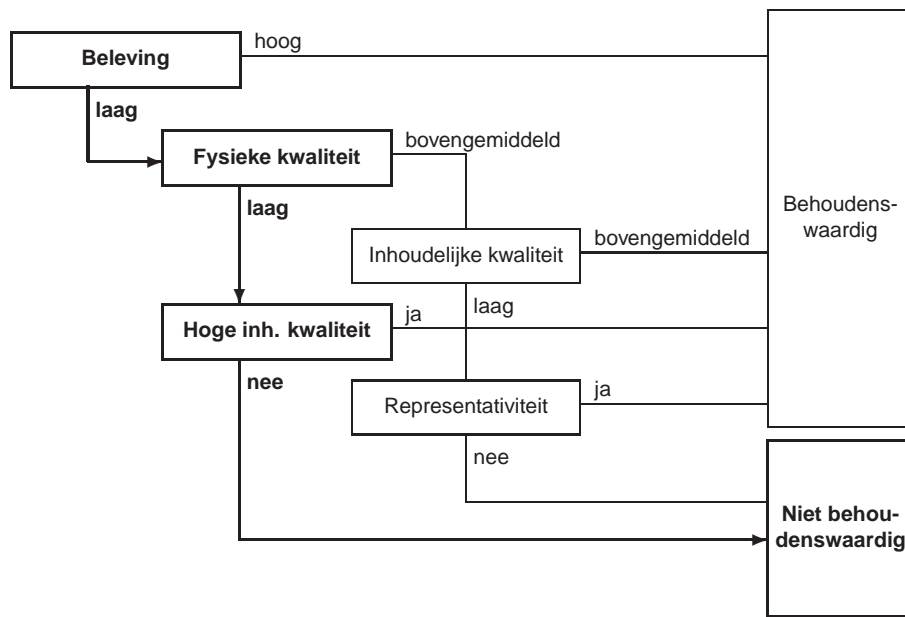 hoog
Beleving
laag
bovengemiddeld
Fysieke kwaliteit
laag
Behoudens-
waardig
bovengemiddeld
Inhoudelijke kwaliteit
laag
ja
Hoge inh. kwaliteit
nee
ja
Representativiteit
nee
Niet behou-
denswaardig